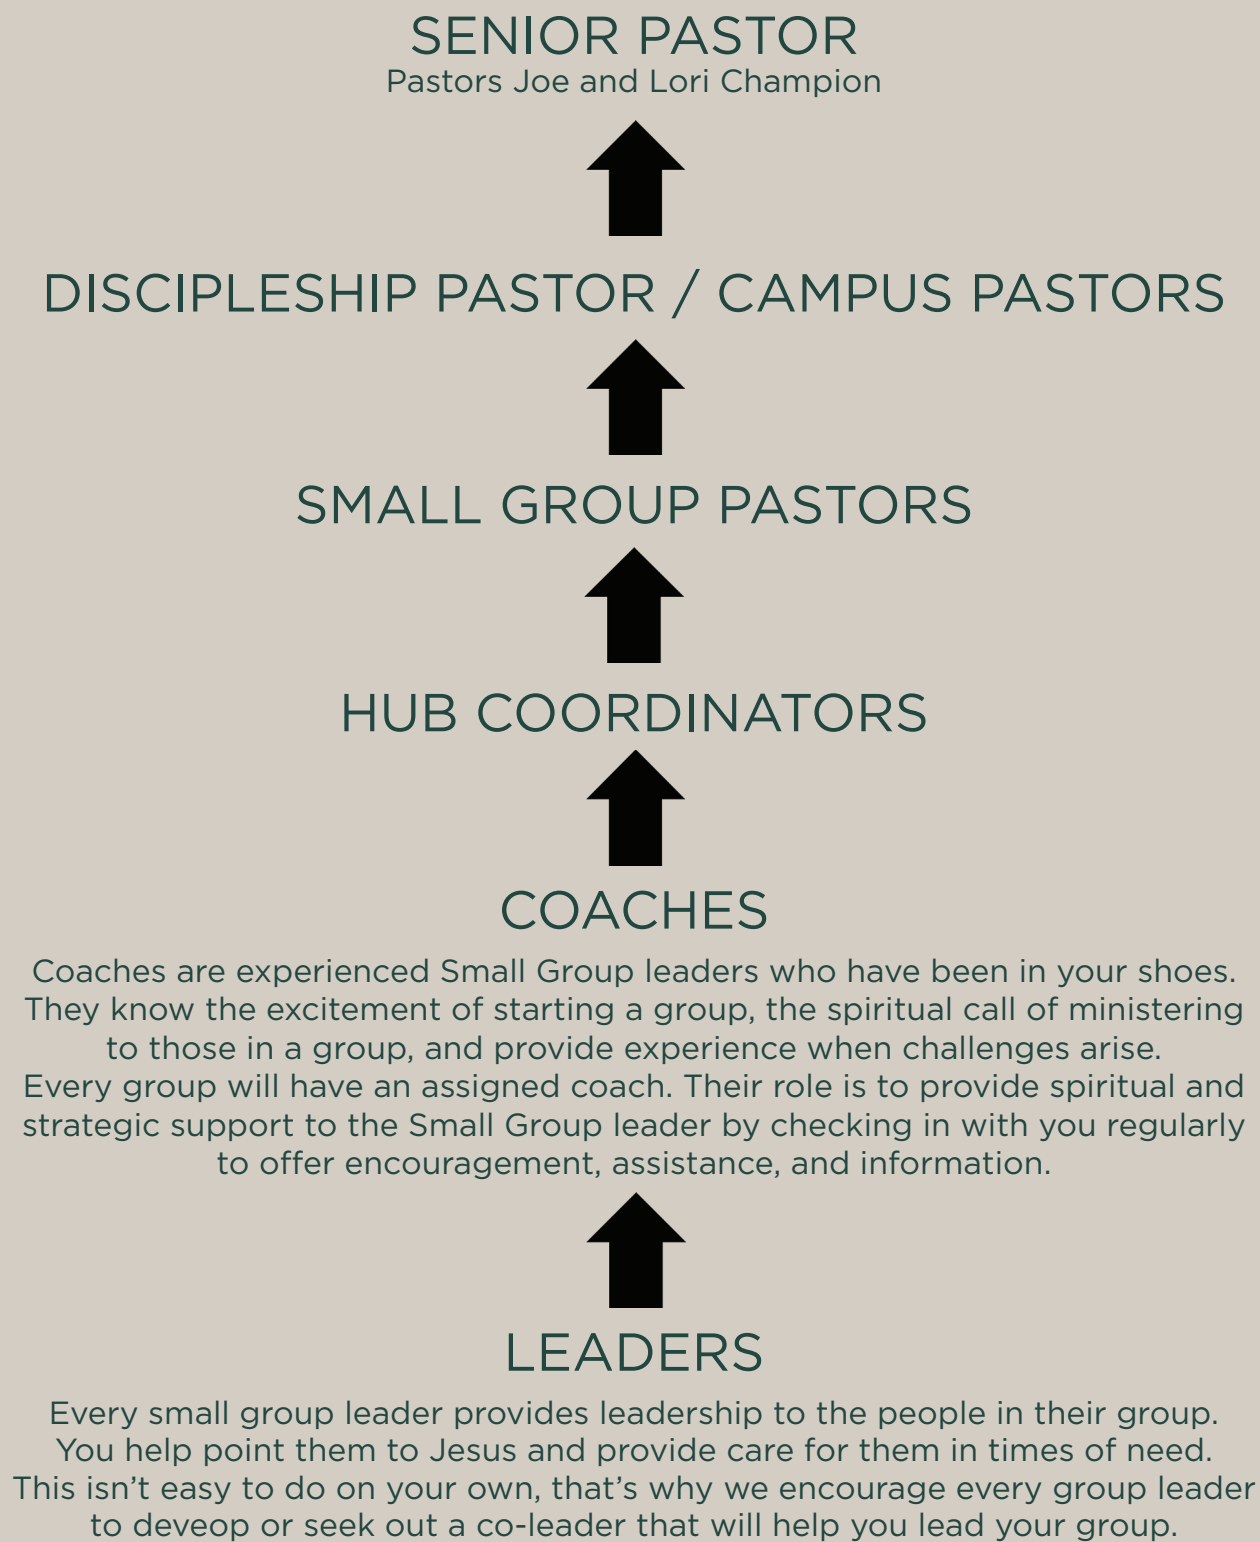 SENIOR PASTOR
Pastors Joe and Lori Champion
DISCIPLESHIP PASTOR / CAMPUS PASTORS
SMALL GROUP PASTORS
HUB COORDINATORS
COACHES
Coaches are experienced Small Group leaders who have been in your shoes.
They know the excitement of starting a group, the spiritual call of ministering
to those in a group, and provide experience when challenges arise.
Every group will have an assigned coach. Their role is to provide spiritual and
strategic support to the Small Group leader by checking in with you regularly
to offer encouragement, assistance, and information.
LEADERS
Every small group leader provides leadership to the people in their group.
You help point them to Jesus and provide care for them in times of need.
This isn’t easy to do on your own, that’s why we encourage every group leader
to deveop or seek out a co-leader that will help you lead your group.